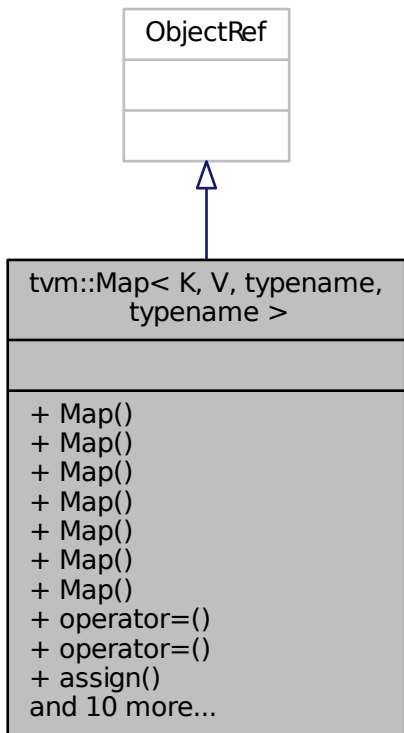 ObjectRef
tvm::Map< K, V, typename,
typename >
+ Map()
+ Map()
+ Map()
+ Map()
+ Map()
+ Map()
+ Map()
+ operator=()
+ operator=()
+ assign()
and 10 more...